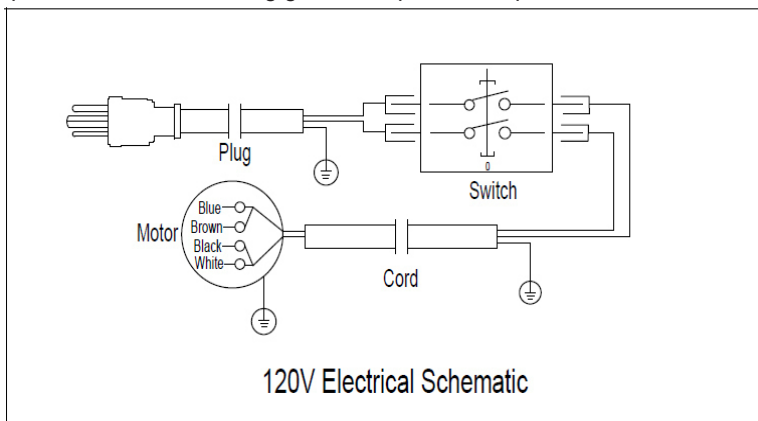 Plug
0
Switch
Blue
Brown
Motor
Black
White
Cord
120V Electrical Schematic